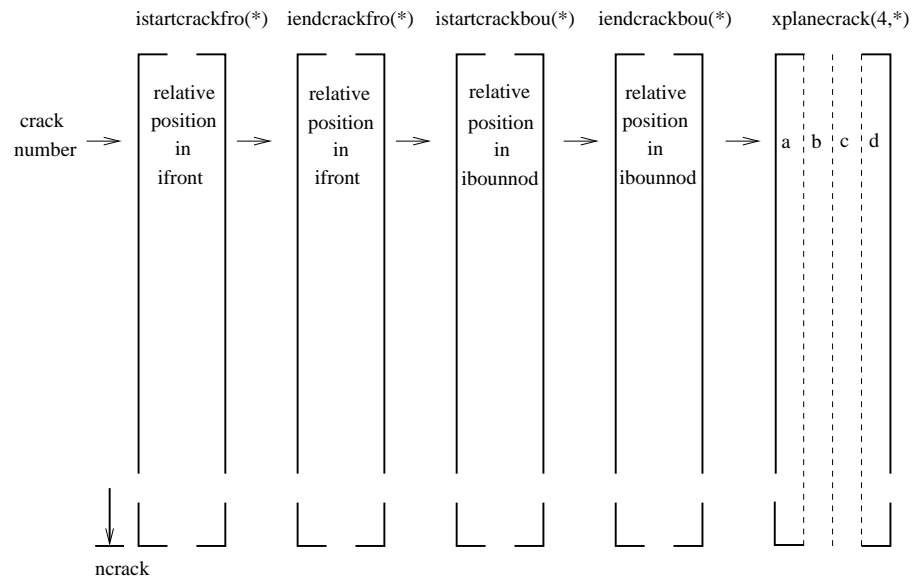 istartcrackfro(*) iendcrackfro(*) istartcrackbou(*) iendcrackbou(*) xplanecrack(4,*)
crack
number
relative
position
in
ifront
relative
position
in
ifront
relative
position
in
ibounnod
relative
position
in
ibounnod
a b c d
ncrack